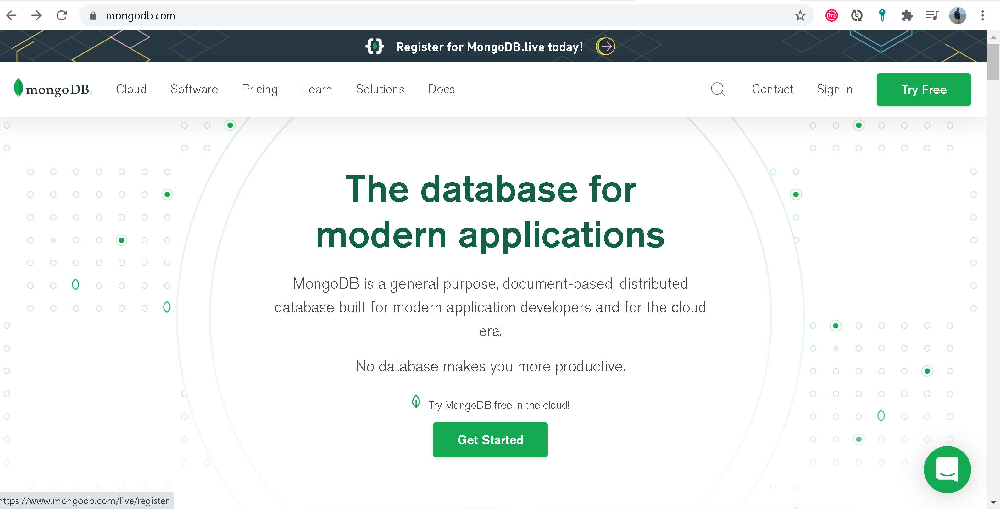 mongodb.com
Register for MongoDB.live today!
mongoDB®
Cloud
Software
Pricing
Learn
Solutions
Docs
Contact
Sign In
Try Free
The database for
modern applications
MongoDB is a general purpose, document-based, distributed
database built for modern application developers and for the cloud
era.
No database makes you more productive.
Try MongoDB free in the cloud!
Get Started
https://www.mongodb.com/live/register